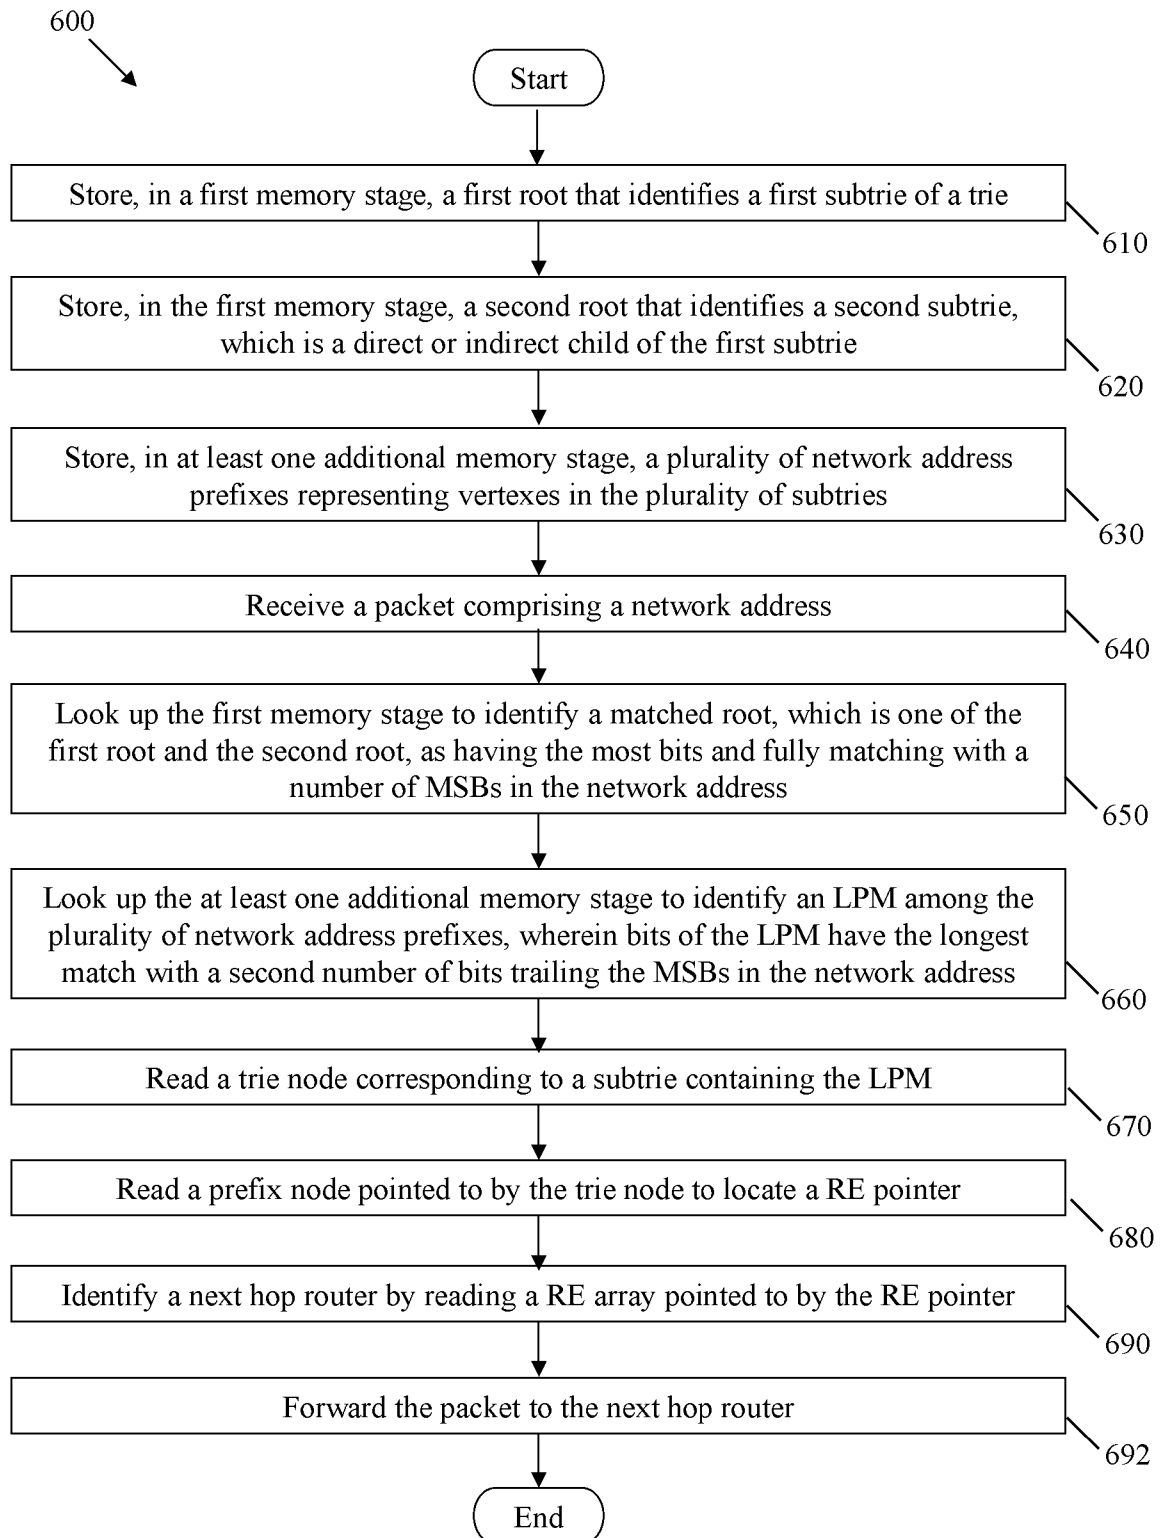 600
Start
Store, in a first memory stage, a first root that identifies a first subtrie of a trie
610
Store, in the first memory stage, a second root that identifies a second subtrie,
which is a direct or indirect child of the first subtrie
620
Store, in at least one additional memory stage, a plurality of network address
prefixes representing vertexes in the plurality of subtries
630
Receive a packet comprising a network address
640
Look up the first memory stage to identify a matched root, which is one of the
first root and the second root, as having the most bits and fully matching with a
number of MSBs in the network address
650
Look up the at least one additional memory stage to identify an LPM among the
plurality of network address prefixes, wherein bits of the LPM have the longest
match with a second number of bits trailing the MSBs in the network address
660
Read a trie node corresponding to a subtrie containing the LPM
670
Read a prefix node pointed to by the trie node to locate a RE pointer
680
Identify a next hop router by reading a RE array pointed to by the RE pointer
690
Forward the packet to the next hop router
692
End